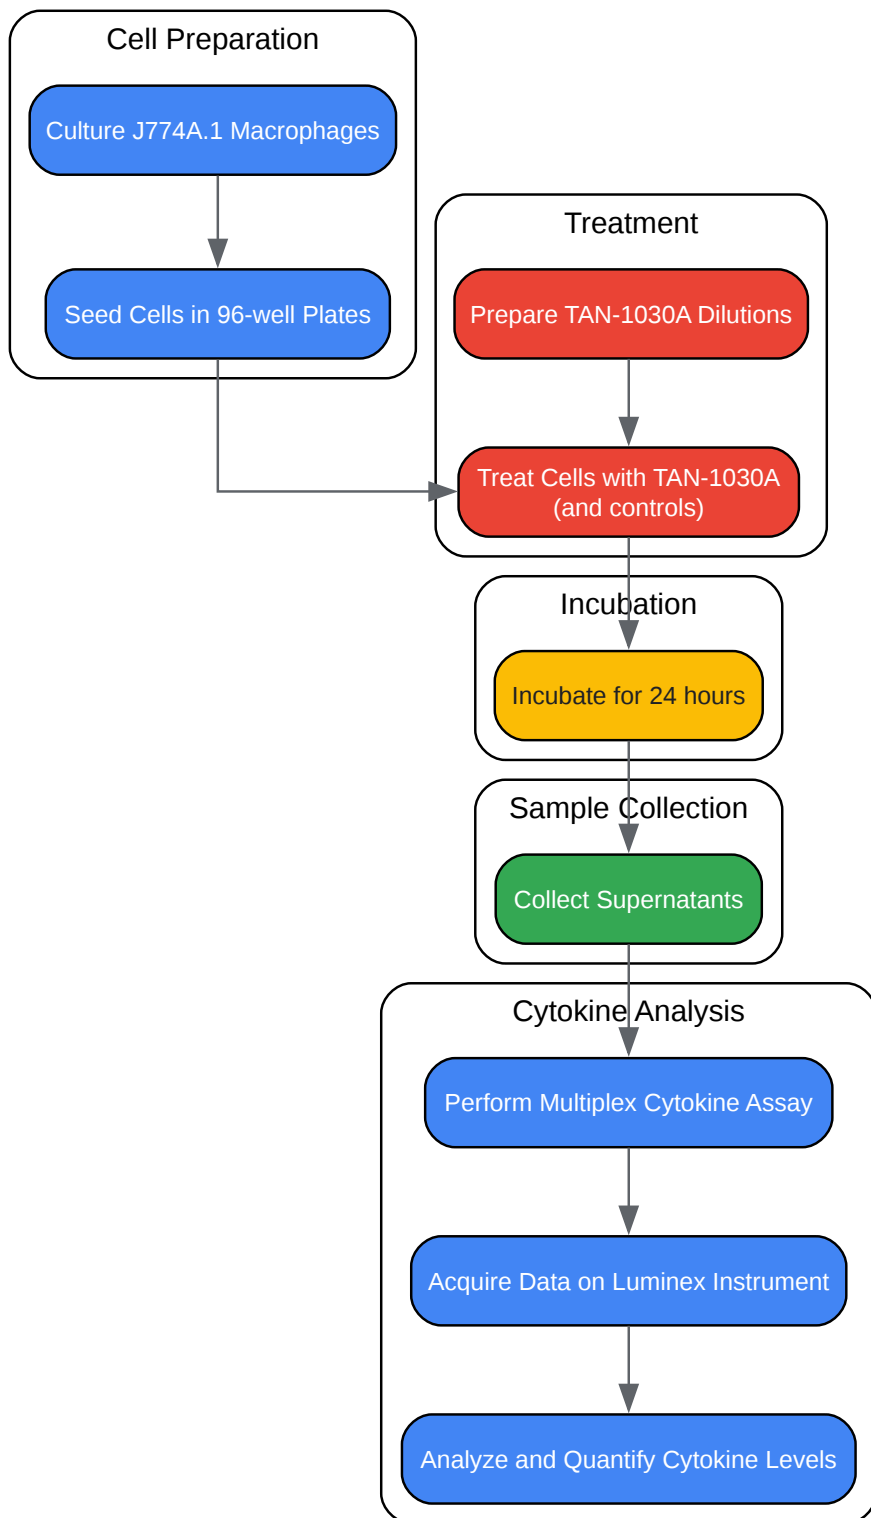 Cell Preparation
Culture J774A.1 Macrophages
Seed Cells in 96-well Plates
Treatment
Prepare TAN-1030A Dilutions
Treat Cells with TAN-1030A
(and controls)
Incubation
Incubate for 24 hours
Sample Collection
Collect Supernatants
Cytokine Analysis
Perform Multiplex Cytokine Assay
Acquire Data on Luminex Instrument
Analyze and Quantify Cytokine Levels